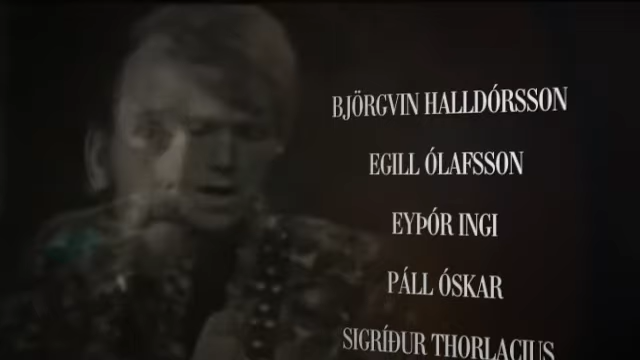 BJÖRGVIN HALLDÓRSSON
EGILL ÓLAFSSON
EYÞÓR INGI
PÁLL ÓSKAR
SIGRÍÐUR THORLACIUS